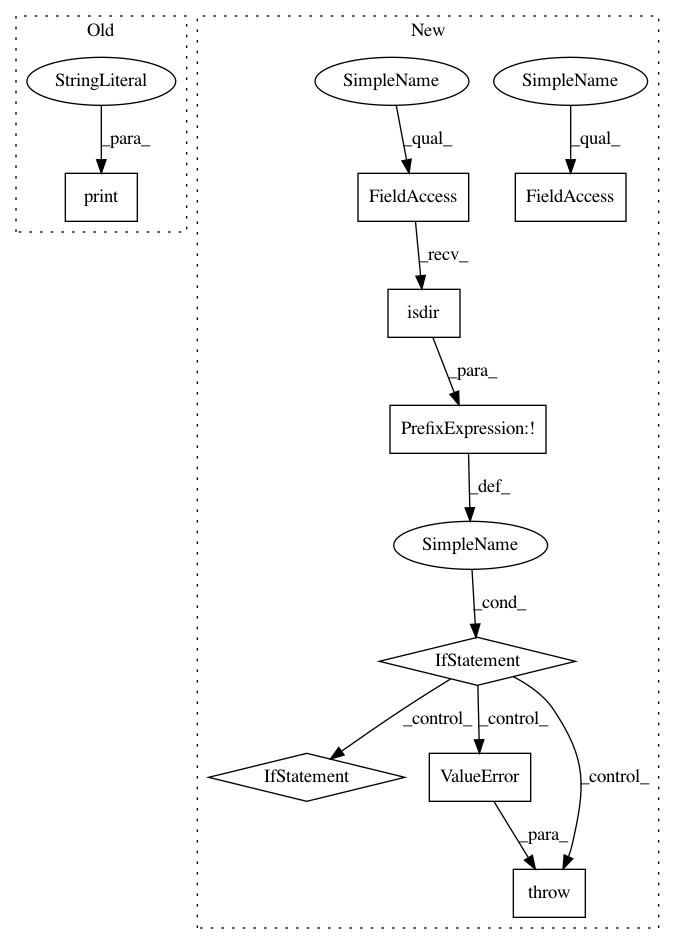 Old
New
StringLiteral
SimpleName
SimpleName
_para_
_qual_
_qual_
print
FieldAccess
FieldAccess
_recv_
isdir
_para_
PrefixExpression:!
_def_
SimpleName
_cond_
IfStatement
_control_
_control_
_control_
IfStatement
ValueError
_para_
throw